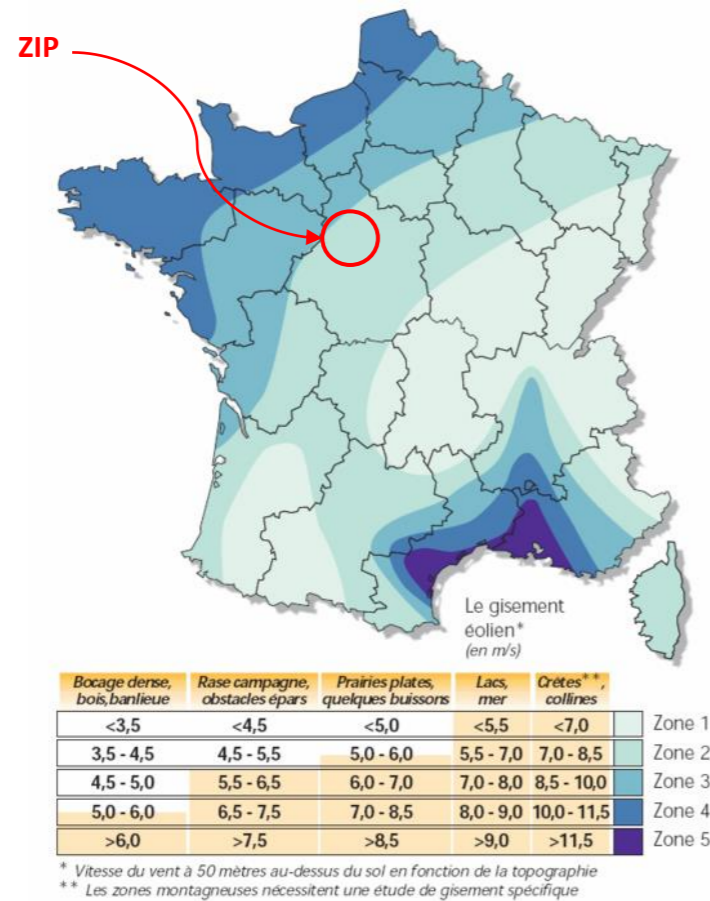 ZIP
Le gisement
éolien*
(en m/s)
Bocage dense, bois,banlieue Rase campagne, obstacles épars Prairies plates, quelques buissons Lacs, mer Crêtes**, collines
<3,5 <4,5 <5,0 <5,5 <7,0 Zone 1
3,5 - 4,5 4,5 - 5,5 5,0 - 6,0 5,5 - 7,0 7,0 - 8,5 Zone 2
4,5 - 5,0 5,5 - 6,5 6,0 - 7,0 7,0 - 8,0 8,5 - 10,0 Zone 3
5,0 - 6,0 6,5 - 7,5 7,0 - 8,5 8,0 - 9,0 10,0 - 11,5 Zone 4
>6,0 >7,5 >8,5 >9,0 >11,5 Zone 5
* Vitesse du vent à 50 mètres au-dessus du sol en fonction de la topographie
** Les zones montagneuses nécessitent une étude de gisement spécifique